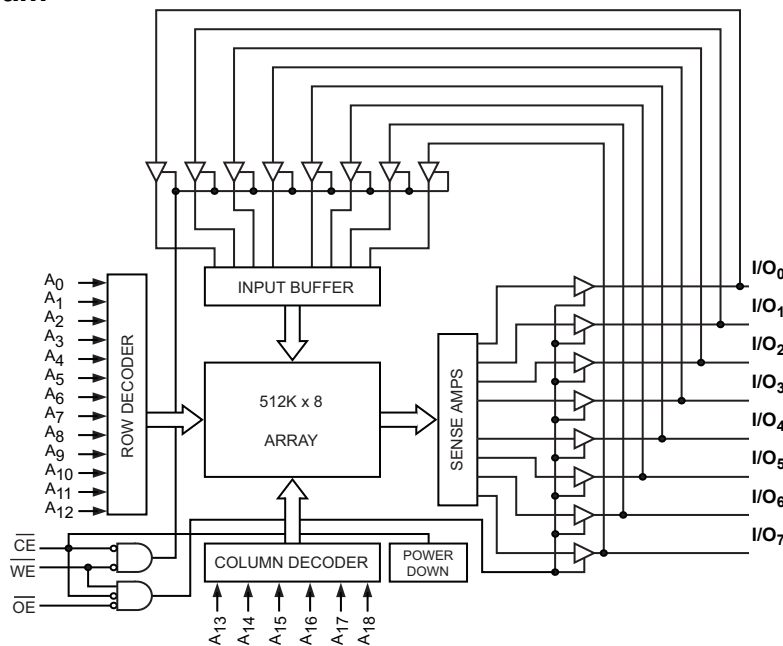 INPUT BUFFER
A0
A1
A2
A3
A4
A5
A6
A7
A8
A9
A10
A11
A12
ROW DECODER
512K x 8
ARRAY
SENSE AMPS
I/O0
I/O1
I/O2
I/O3
I/O4
I/O5
I/O6
I/O7
CE
WE
OE
COLUMN DECODER
POWER
DOWN
A13
A14
A15
A16
A17
A18